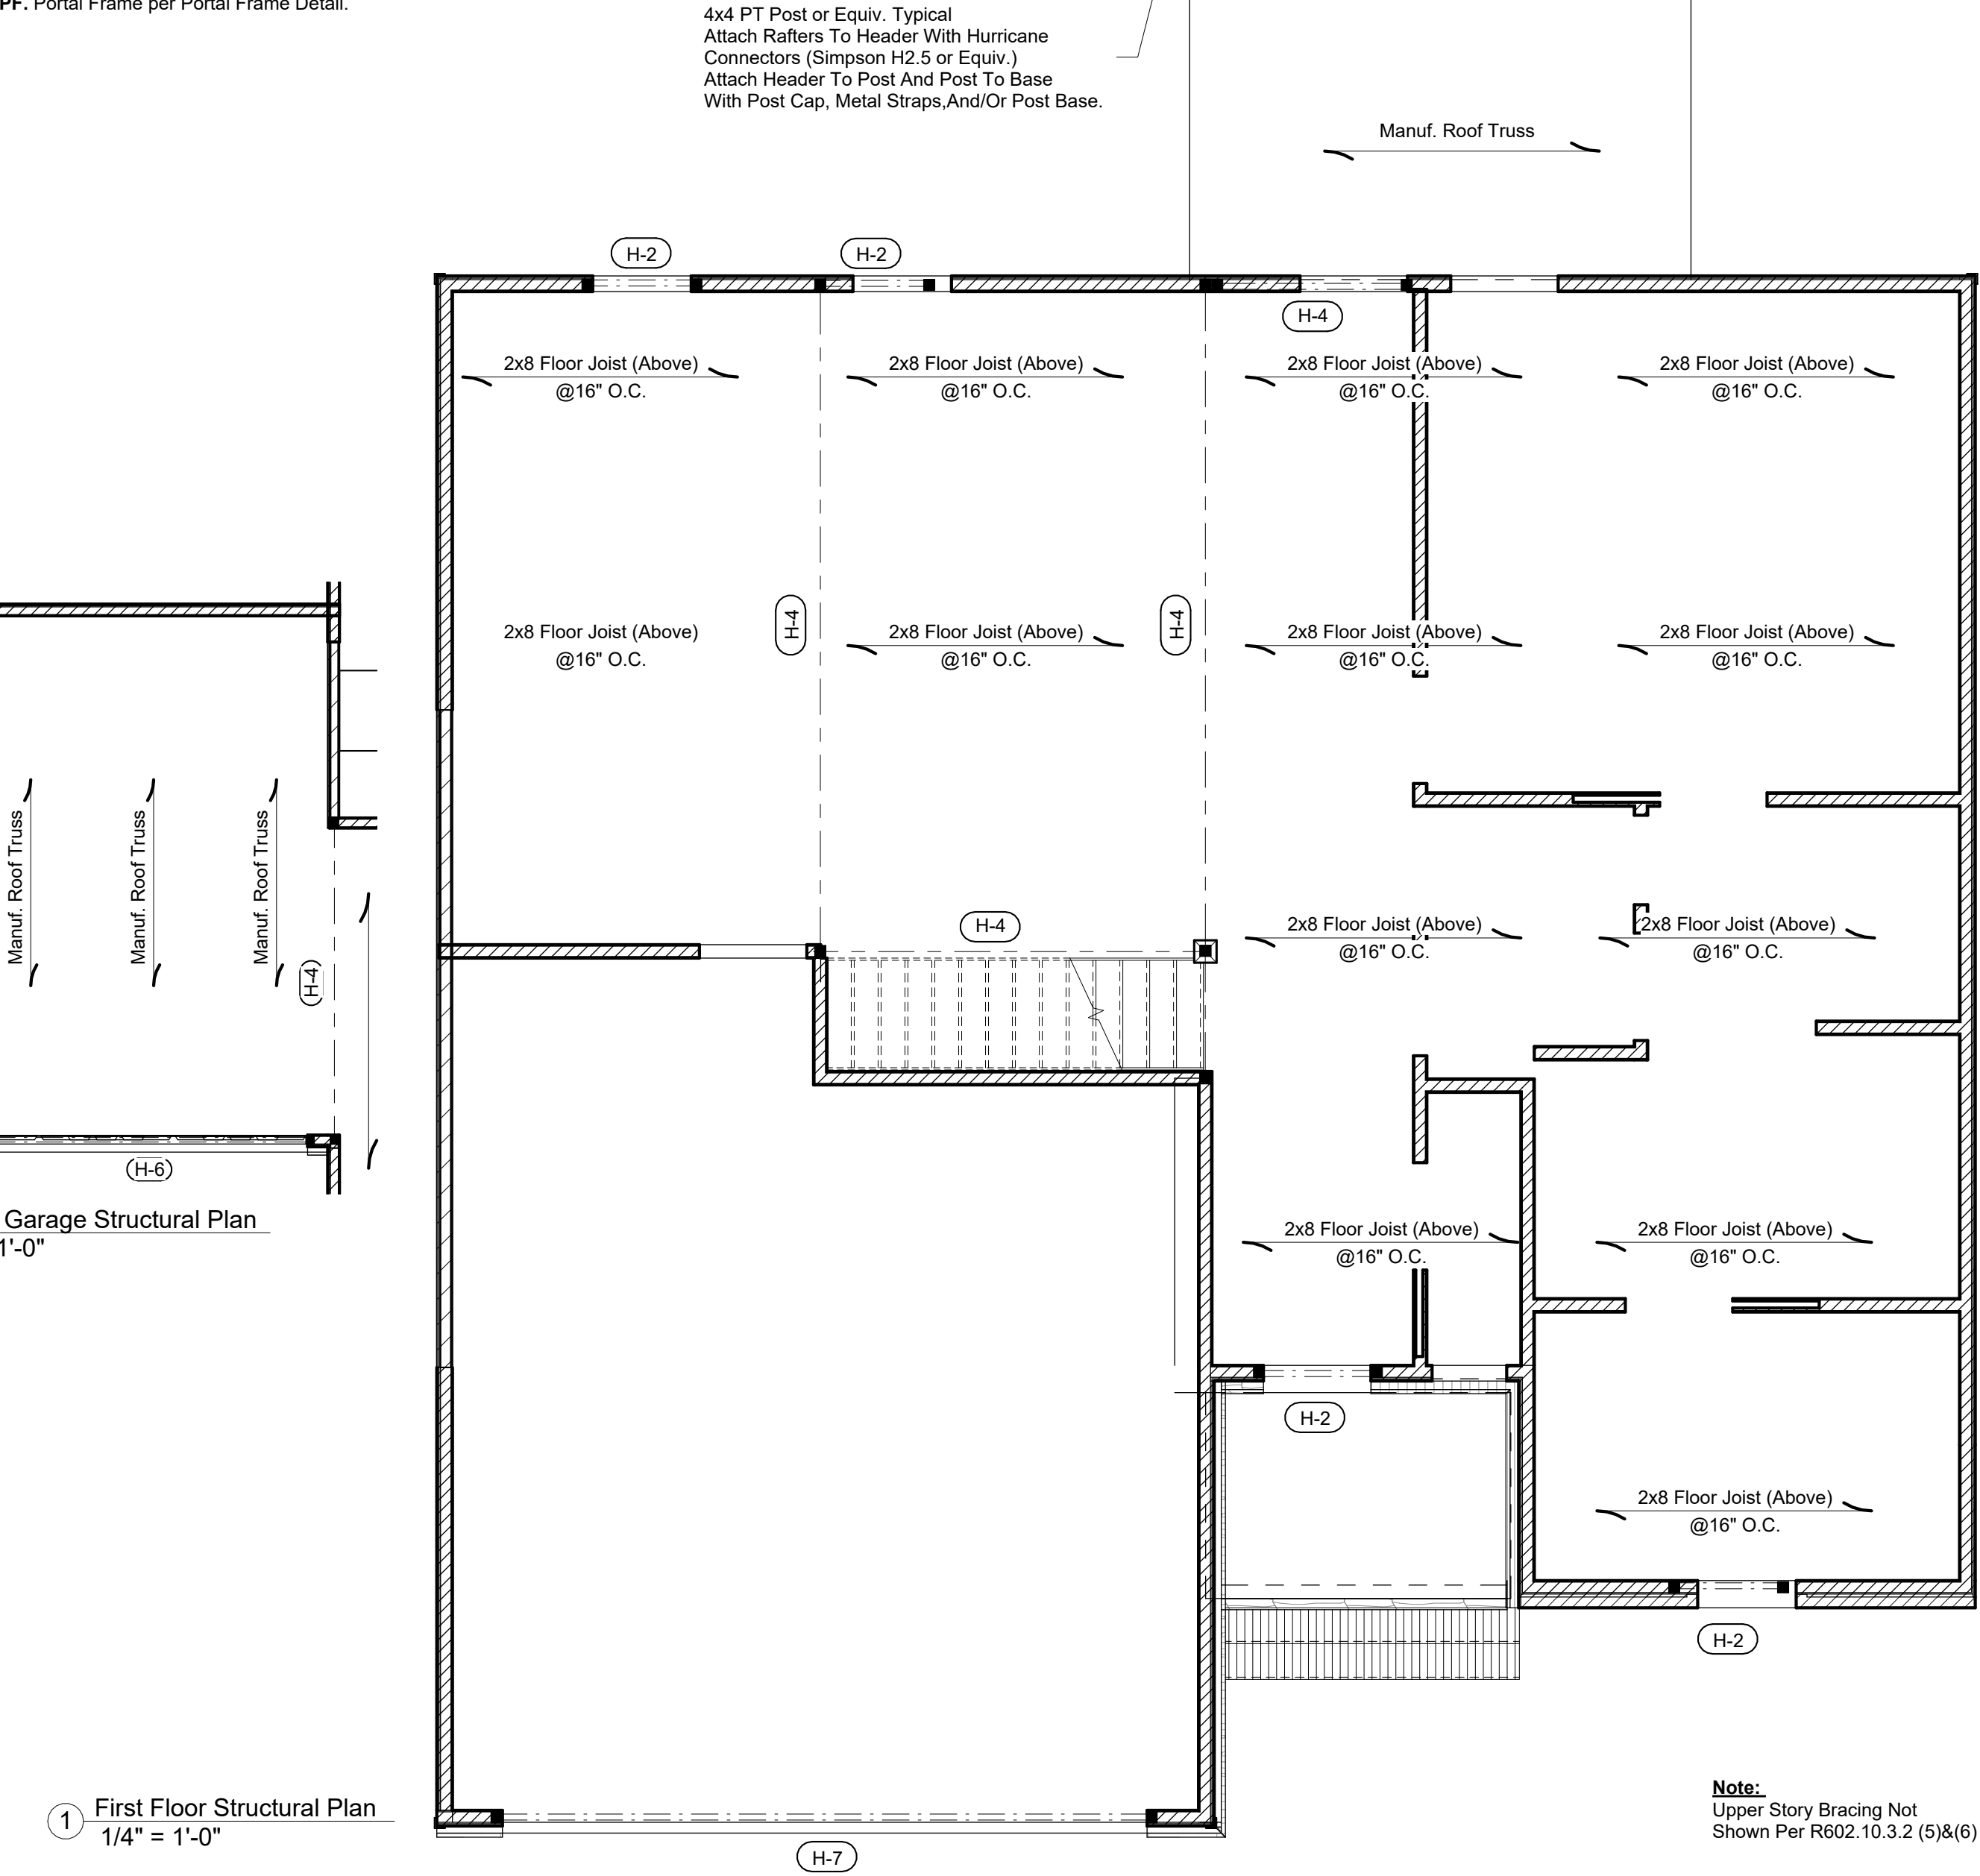 PF. Portal Frame per Portal Frame Detail.
4x4 PT Post or Equiv. Typical
Attach Rafters To Header With Hurricane
Connectors (Simpson H2.5 or Equiv.)
Attach Header To Post And Post To Base
With Post Cap, Metal Straps,And/Or Post Base.
Manuf. Roof Truss
H-2
H-2
H-4
2x8 Floor Joist (Above)
@16" O.C.
2x8 Floor Joist (Above)
@16" O.C.
2x8 Floor Joist (Above)
@16" O.C.
2x8 Floor Joist (Above)
@16" O.C.
H-4
H-4
2x8 Floor Joist (Above)
@16" O.C.
2x8 Floor Joist (Above)
@16" O.C.
2x8 Floor Joist (Above)
@16" O.C.
2x8 Floor Joist (Above)
@16" O.C.
Manuf. Roof Truss
Manuf. Roof Truss
Manuf. Roof Truss
H-4
H-4
2x8 Floor Joist (Above)
@16" O.C.
2x8 Floor Joist (Above)
@16" O.C.
H-6
Garage Structural Plan
1'-0"
2x8 Floor Joist (Above)
@16" O.C.
2x8 Floor Joist (Above)
@16" O.C.
H-2
2x8 Floor Joist (Above)
@16" O.C.
H-2
1
First Floor Structural Plan
1/4" = 1'-0"
H-7
Note:
Upper Story Bracing Not
Shown Per R602.10.3.2 (5)&(6)